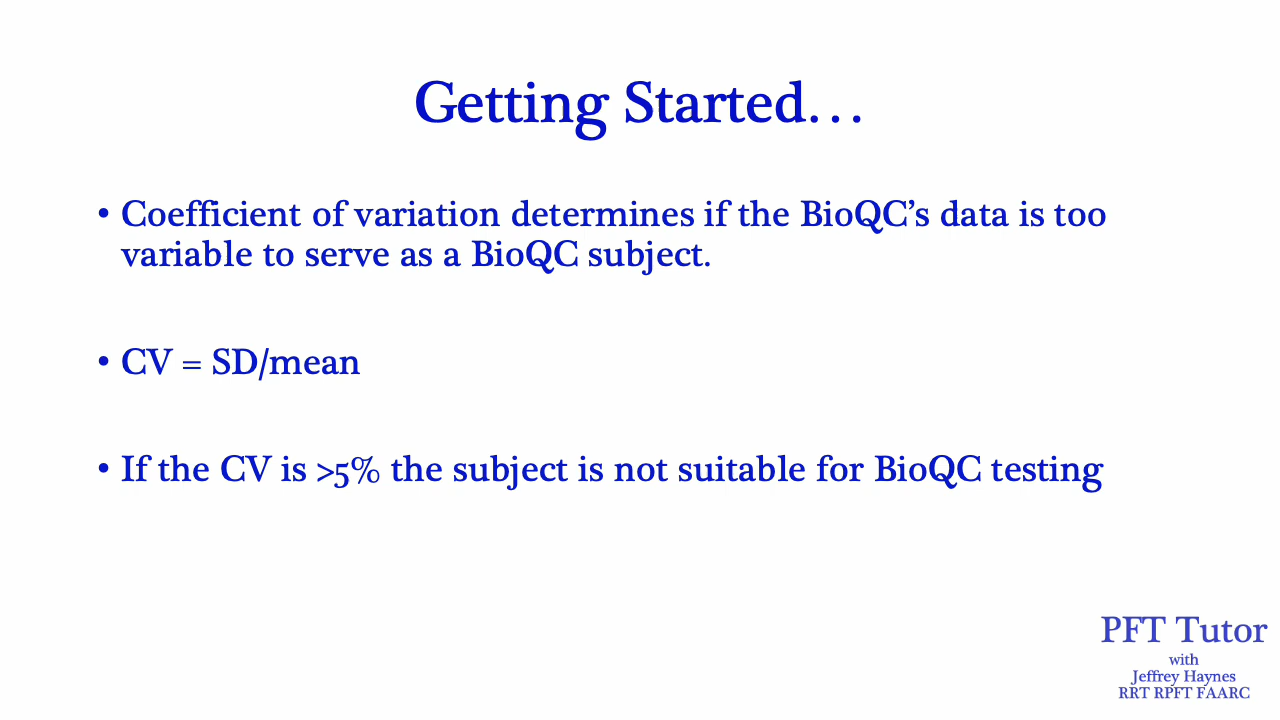 Getting Started…
• Coefficient of variation determines if the BioQC’s data is too
variable to serve as a BioQC subject.
• CV = SD/mean
• If the CV is >5% the subject is not suitable for BioQC testing
PFT Tutor
with
Jeffrey Haynes
RRT RPFT FAARC